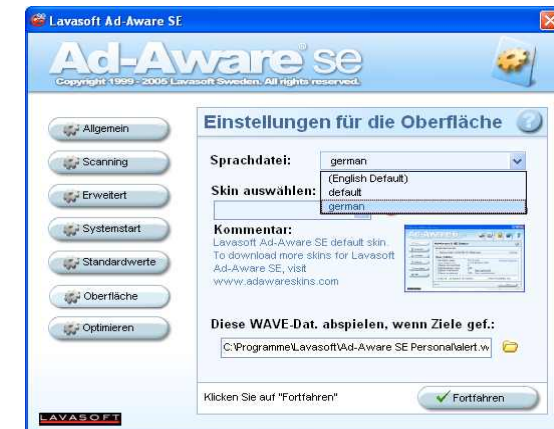 Lavasoft Ad-Aware SE
Ad-Aware SE
Copyright 1999 - 2005 Lavasoft Sweden. All rights reserved.
Allgemein
Scanning
Erweitert
Systemstart
Standardwerte
Oberfläche
Optimieren
Einstellungen für die Oberfläche
Sprachdatei: german
(English Default)
default
german
Skin auswählen:
Kommentar:
Lavasoft Ad-Aware SE default skin.
To download more skins for Lavasoft
Ad-Aware SE, visit
www.adawareskins.com
Diese WAVE-Dat. abspielen, wenn Ziele gef.:
C:\Programme\Lavasoft\Ad-Aware SE Personal\alert.w
Klicken Sie auf "Fortfahren"
Fortfahren
LAVASOFT